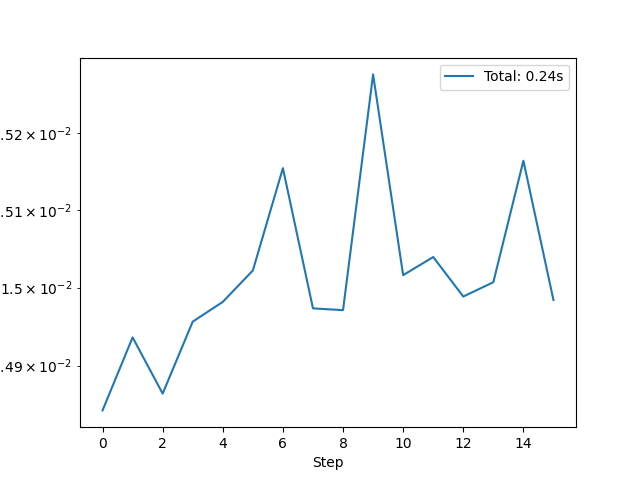 Total: 0.24s
.52 × 10⁻²
.51 × 10⁻²
1.5 × 10⁻²
.49 × 10⁻²
0 2 4 6 8 10 12 14
Step